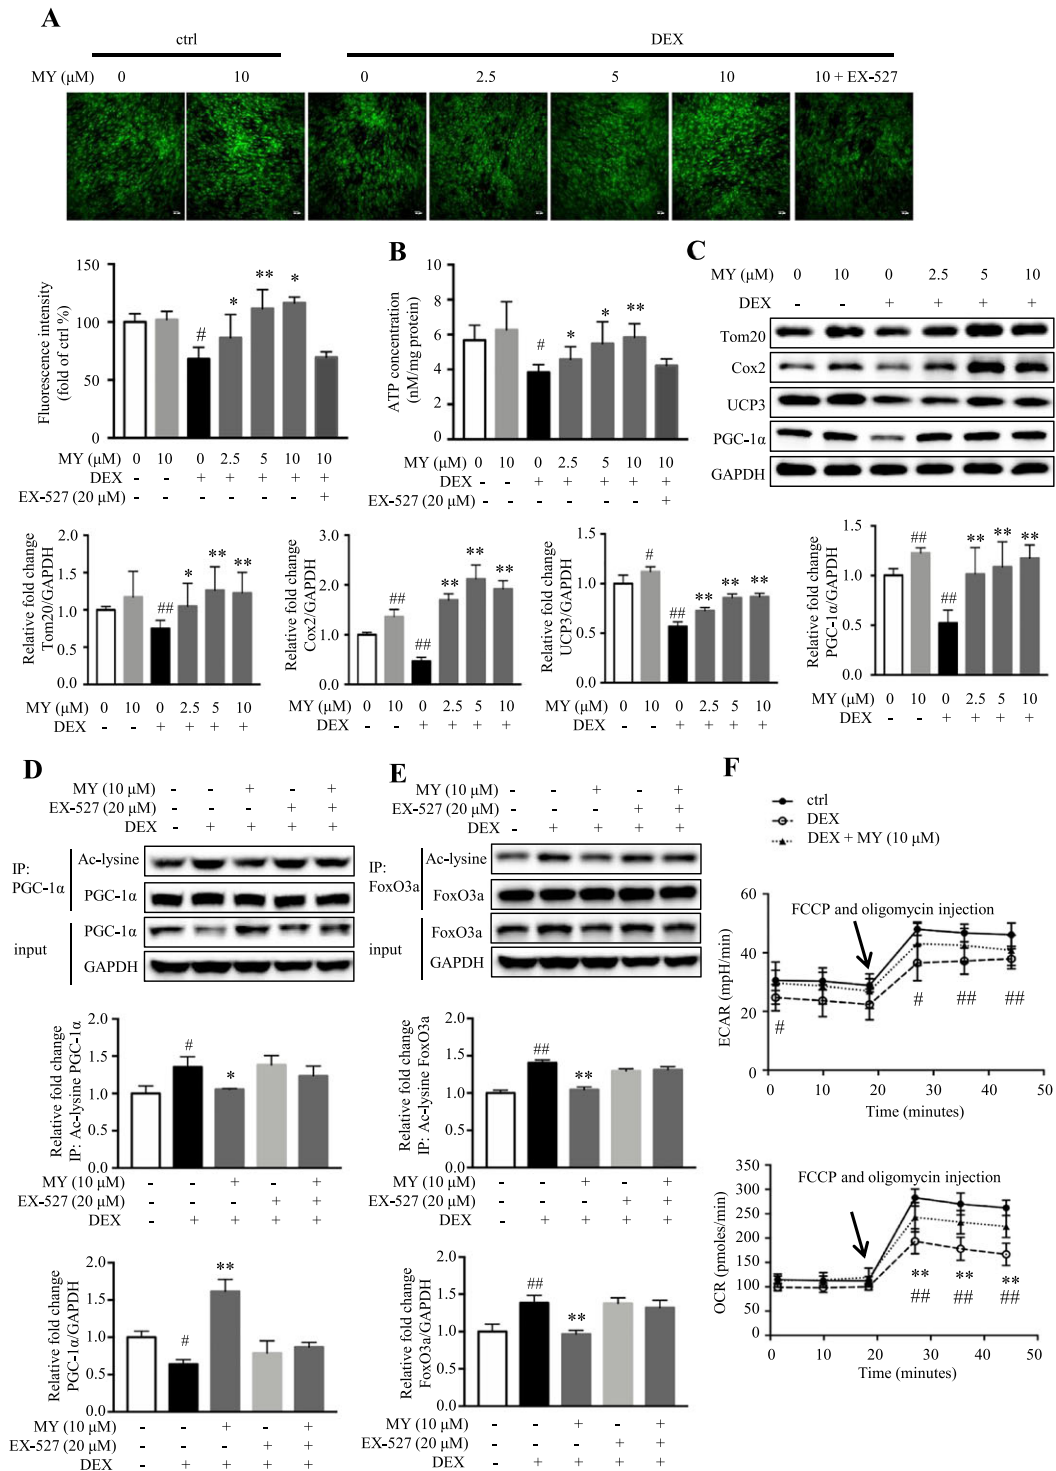 A
ctrl DEX
MY (μM) 0 10 0 2.5 5 10 10 + EX-527
Fluorescence intensity
(fold of ctrl %)
150
100
50
0
# * ** *
MY (μM) 0 10 0 2.5 5 10 10
DEX - - + + + + +
EX-527 (20 μM) - - - - - - +
B
ATP concentration
(nM/mg protein)
8
6
4
2
0
# * * **
MY (μM) 0 10 0 2.5 5 10 10
DEX - - + + + + +
EX-527 (20 μM) - - - - - - +
C
MY (μM) 0 10 0 2.5 5 10
DEX - - + + + +
Tom20
Cox2
UCP3
PGC-1α
GAPDH
Relative fold change
Tom20/GAPDH
2.0
1.5
1.0
0.5
0.0
## * ** **
MY (μM) 0 10 0 2.5 5 10
DEX - - + + + +
Relative fold change
Cox2/GAPDH
3.0
2.0
1.0
0.0
## ## ** ** **
MY (μM) 0 10 0 2.5 5 10
DEX - - + + + +
Relative fold change
UCP3/GAPDH
1.5
1.0
0.5
0.0
# ## ** ** **
MY (μM) 0 10 0 2.5 5 10
DEX - - + + + +
Relative fold change
PGC-1α/GAPDH
1.5
1.0
0.5
0.0
## ## ** ** **
MY (μM) 0 10 0 2.5 5 10
DEX - - + + + +
D
MY (10 μM) - - + - +
EX-527 (20 μM) - - - + +
DEX - + + + +
IP:
PGC-1α
Ac-lysine
PGC-1α
input
PGC-1α
GAPDH
Relative fold change
IP: Ac-lysine PGC-1α
2.0
1.5
1.0
0.5
0.0
# *
MY (10 μM) - - + - +
EX-527 (20 μM) - - - + +
DEX - + + + +
Relative fold change
PGC-1α/GAPDH
2.0
1.5
1.0
0.5
0.0
# **
MY (10 μM) - - + - +
EX-527 (20 μM) - - - + +
DEX - + + + +
E
MY (10 μM) - - + - +
EX-527 (20 μM) - - - + +
DEX - + + + +
IP:
FoxO3a
Ac-lysine
FoxO3a
input
FoxO3a
GAPDH
Relative fold change
IP: Ac-lysine FoxO3a
2.0
1.5
1.0
0.5
0.0
## **
MY (10 μM) - - + - +
EX-527 (20 μM) - - - + +
DEX - + + + +
Relative fold change
FoxO3a/GAPDH
2.0
1.5
1.0
0.5
0.0
## **
MY (10 μM) - - + - +
EX-527 (20 μM) - - - + +
DEX - + + + +
F
ctrl
DEX
DEX + MY (10 μM)
ECAR (mpH/min)
60
40
20
0
FCCP and oligomycin injection
# # ## ##
0 10 20 30 40 50
Time (minutes)
OCR (pmoles/min)
350
300
250
200
150
100
50
0
FCCP and oligomycin injection
** ** **
## ## ##
0 10 20 30 40 50
Time (minutes)